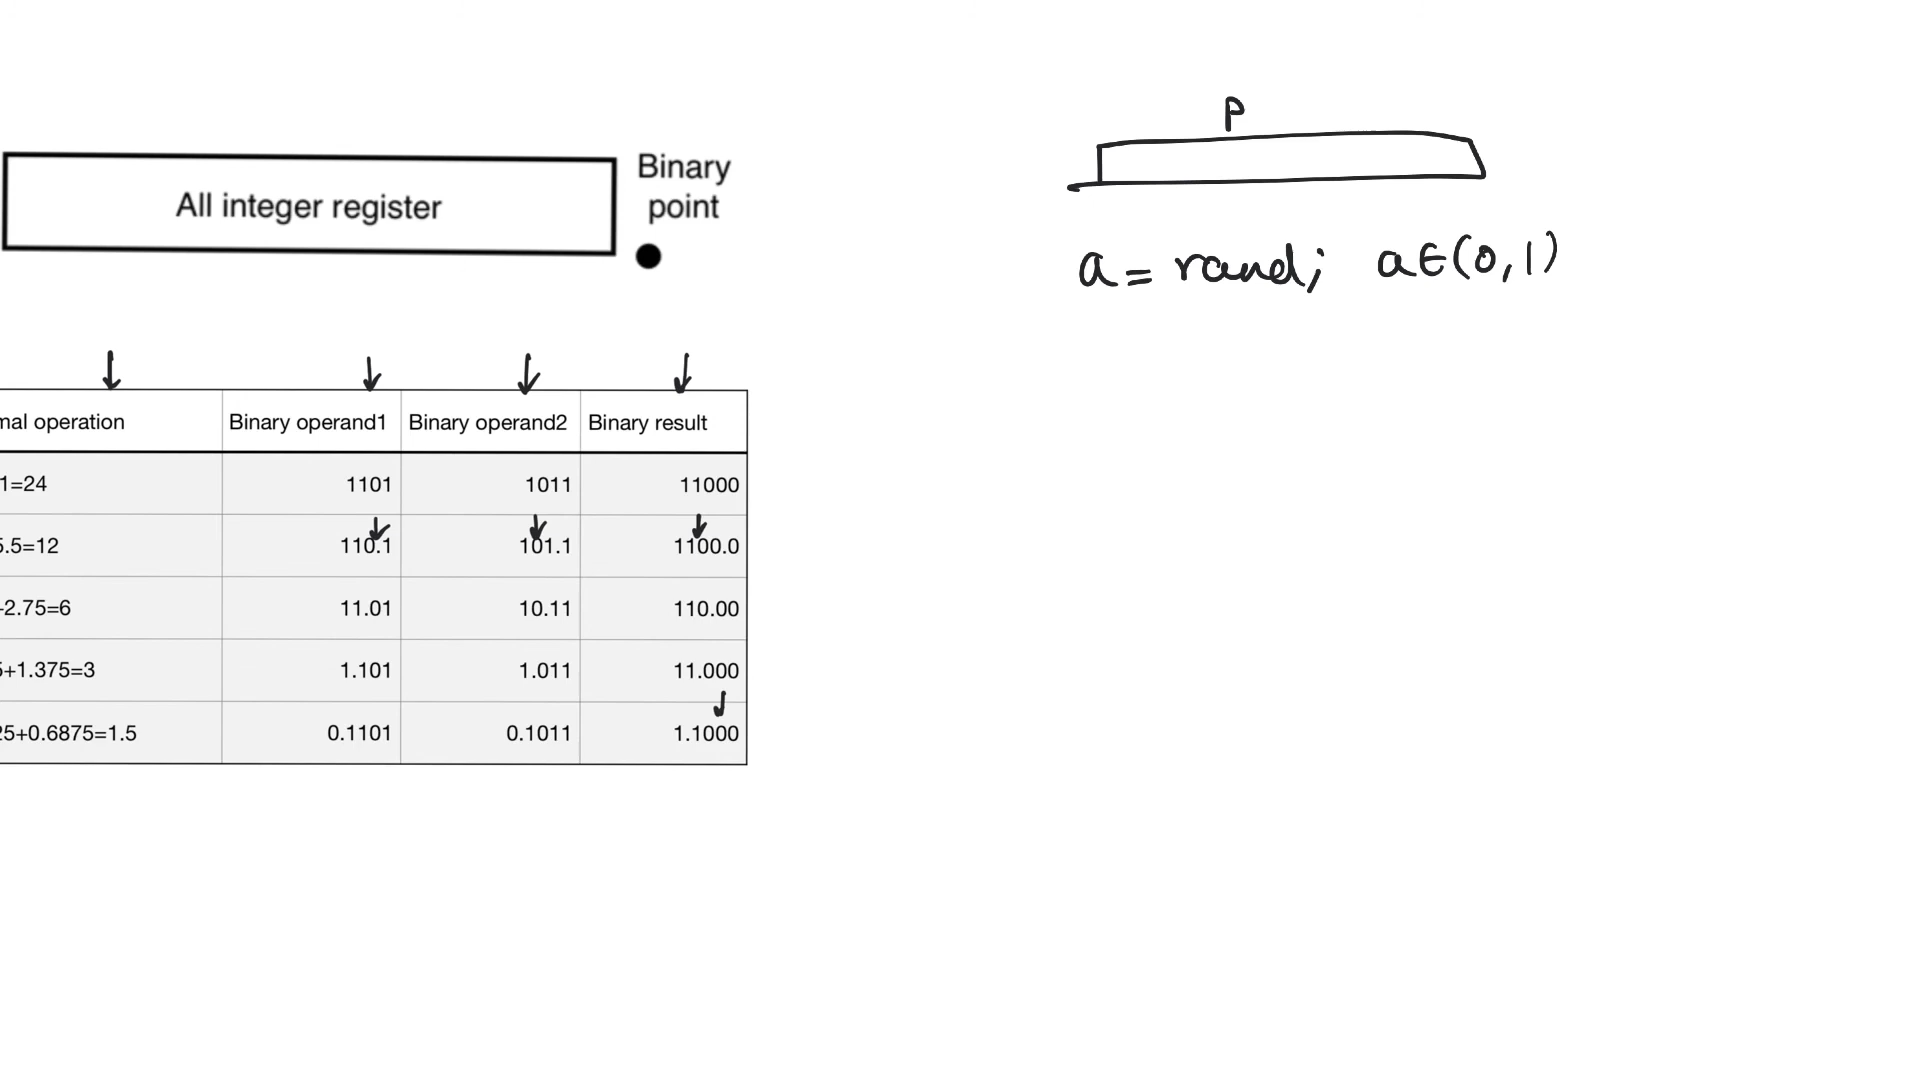 All integer register
Binary
point
mal operation Binary operand1 Binary operand2 Binary result
1=24 1101 1011 11000
5.5=12 110.1 101.1 1100.0
-2.75=6 11.01 10.11 110.00
5+1.375=3 1.101 1.011 11.000
25+0.6875=1.5 0.1101 0.1011 1.1000
P
a = rand; a∈(0,1)